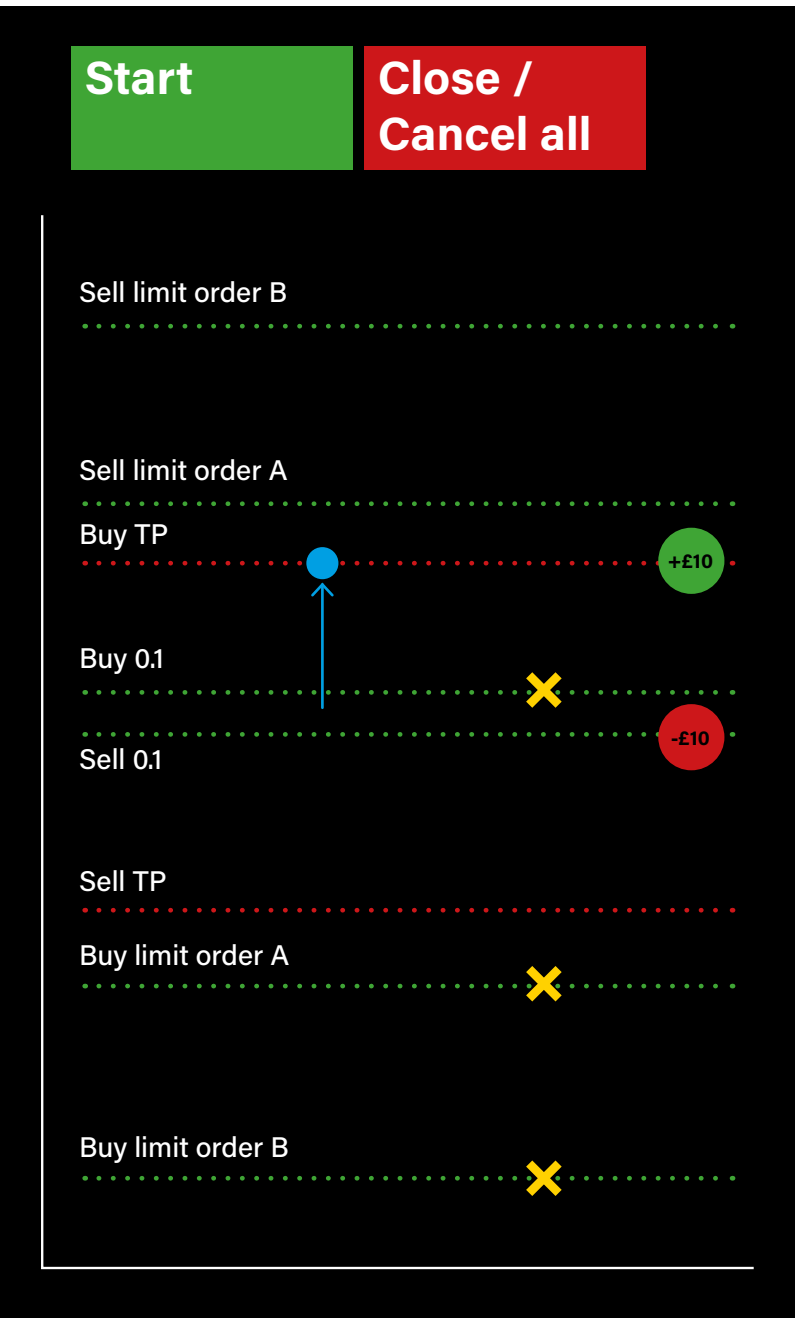 Start
Close /
Cancel all
Sell limit order B
Sell limit order A
Buy TP
+£10
Buy 0.1
-£10
Sell 0.1
Sell TP
Buy limit order A
Buy limit order B